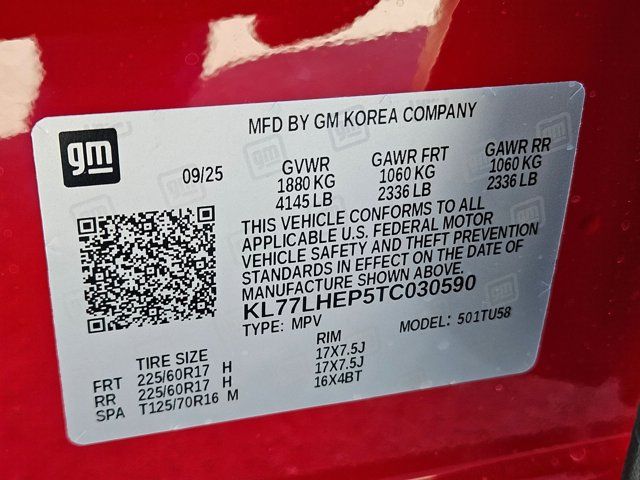 MFD BY GM KOREA COMPANY
gm
09/25
GVWR GAWR FRT GAWR RR
1880 KG 1060 KG 1060 KG
4145 LB 2336 LB 2336 LB
THIS VEHICLE CONFORMS TO ALL
APPLICABLE U.S. FEDERAL MOTOR
VEHICLE SAFETY AND THEFT PREVENTION
STANDARDS IN EFFECT ON THE DATE OF
MANUFACTURE SHOWN ABOVE.
KL77LHEP5TC030590
TYPE: MPV MODEL: 501TU58
TIRE SIZE RIM
FRT 225/60R17 H 17X7.5J
RR 225/60R17 H 17X7.5J
SPA T125/70R16 M 16X4BT